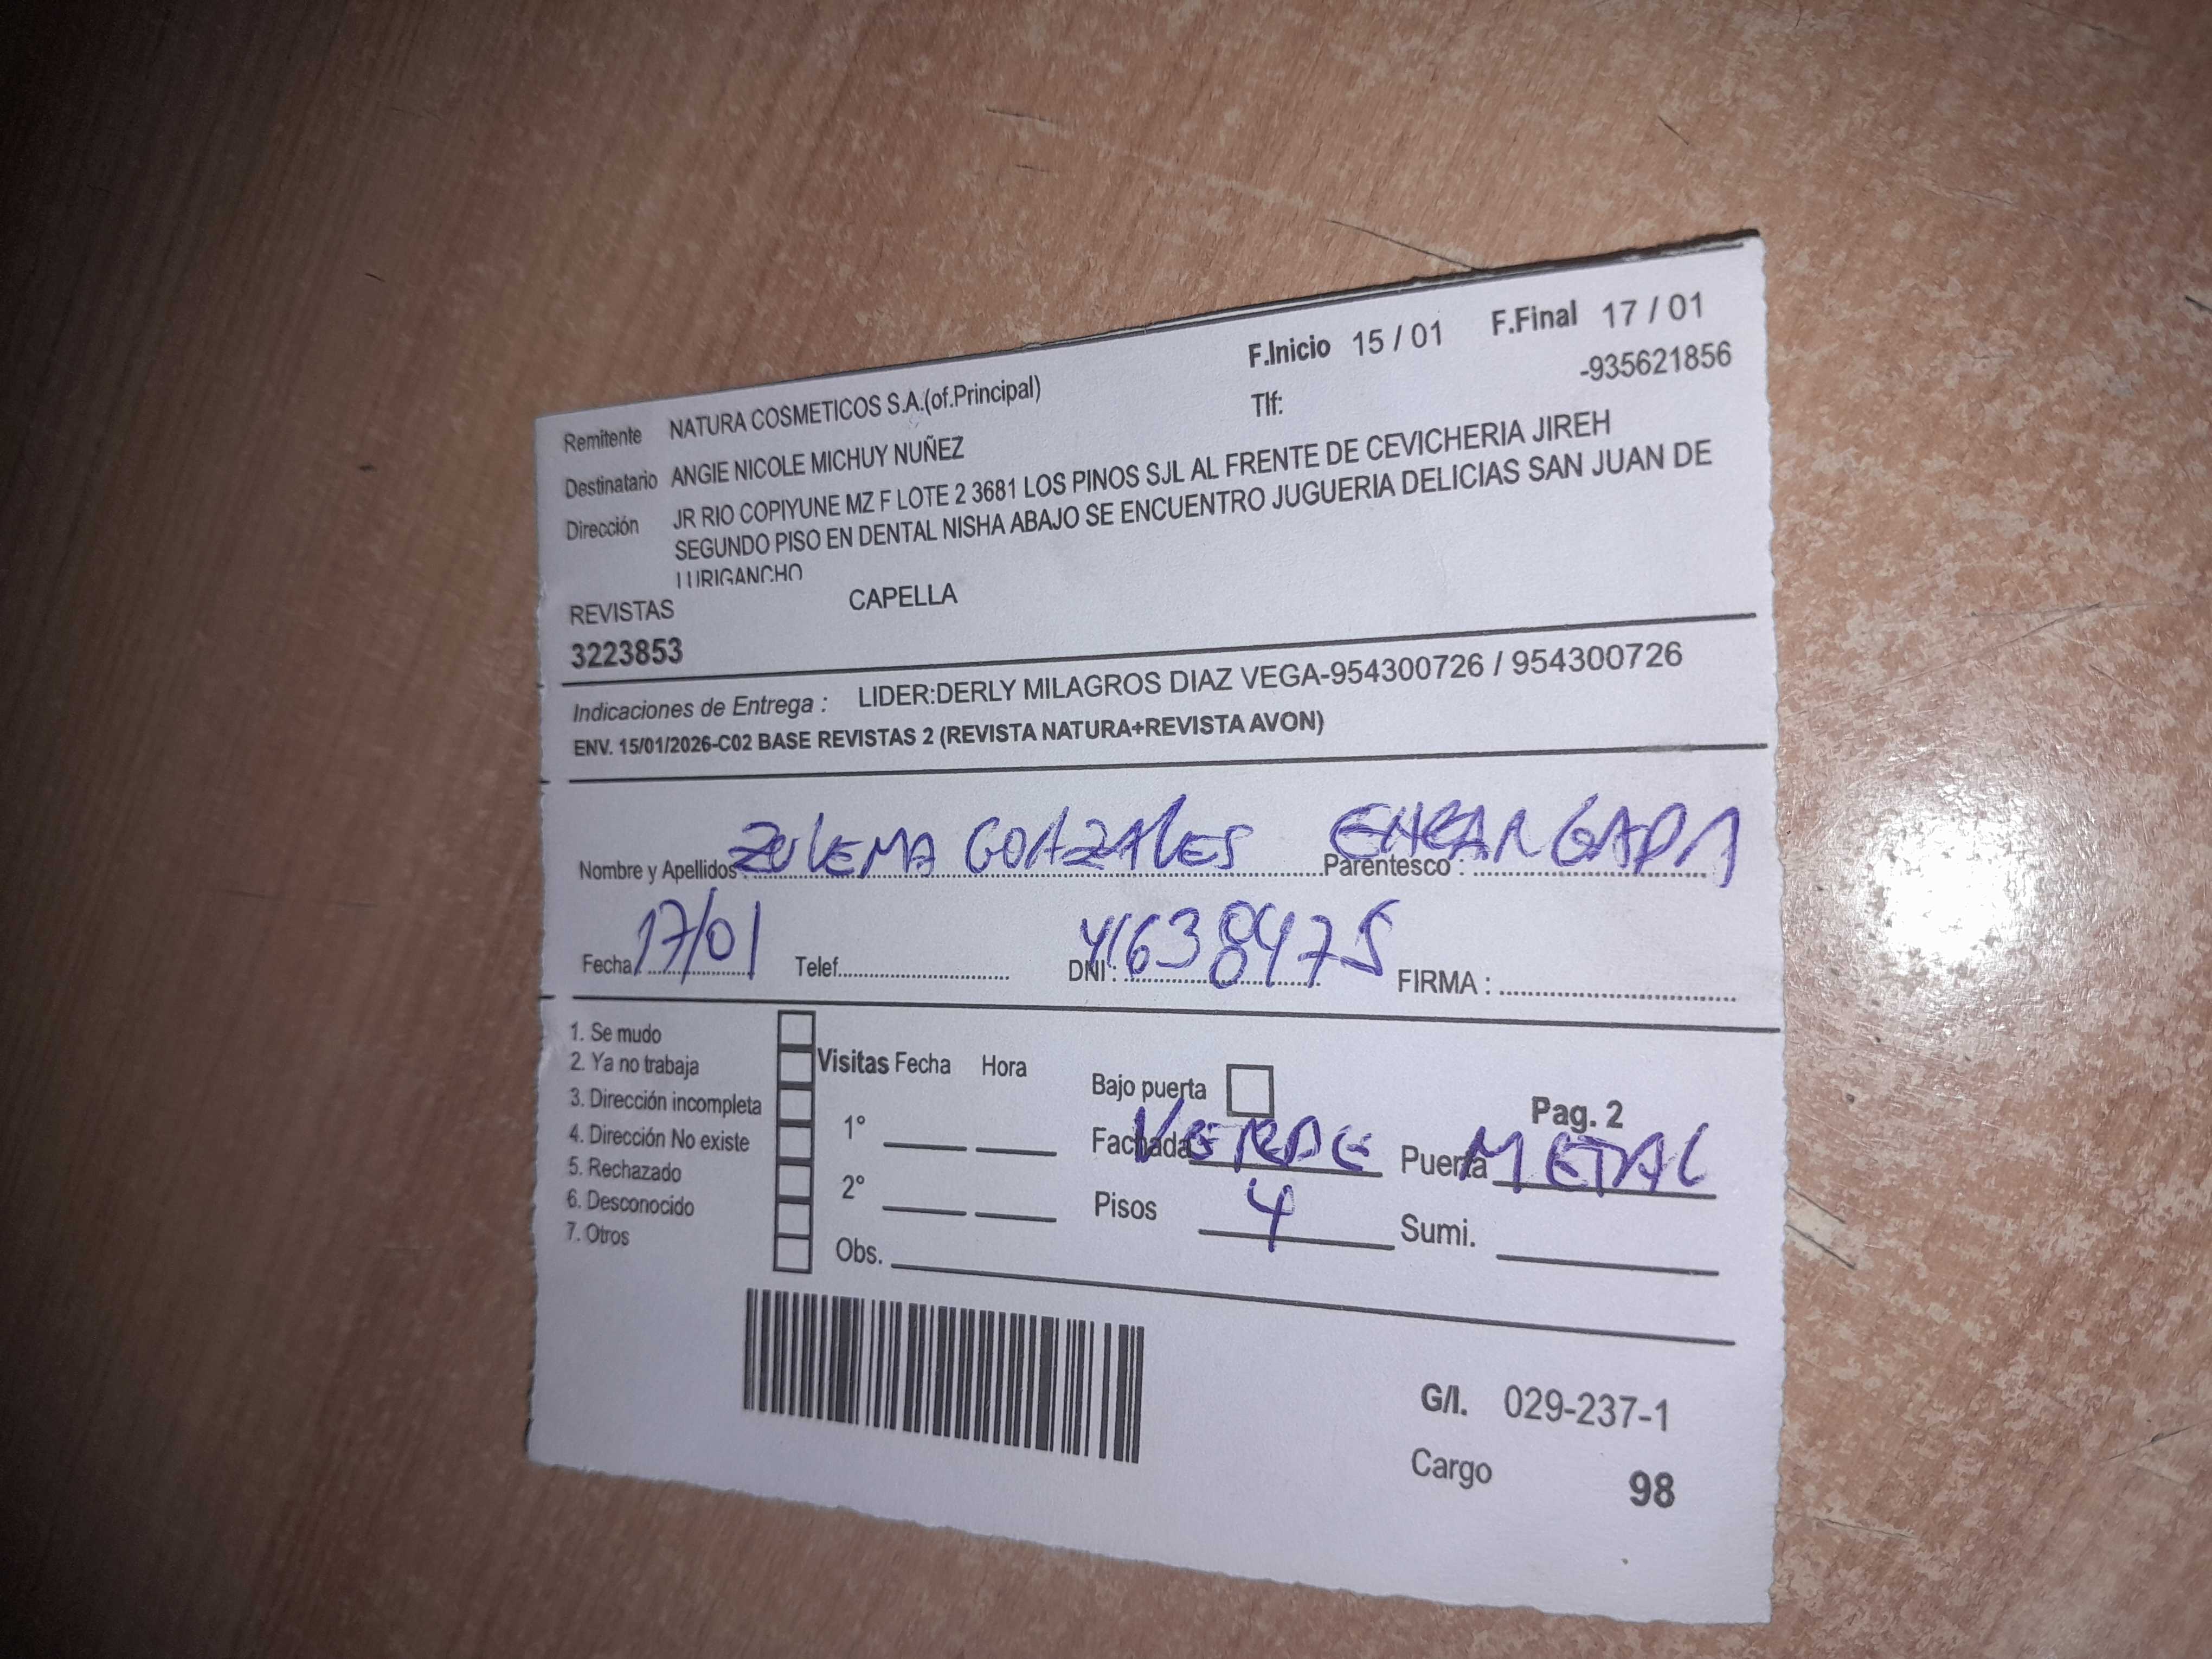 Remitente NATURA COSMETICOS S.A.(of.Principal) F.Inicio 15 / 01 F.Final 17 / 01
Destinatario ANGIE NICOLE MICHUY NUÑEZ Tlf: -935621856
Dirección JR RIO COPIYUNE MZ F LOTE 2 3681 LOS PINOS SJL AL FRENTE DE CEVICHERIA JIREH
SEGUNDO PISO EN DENTAL NISHA ABAJO SE ENCUENTRO JUGUERIA DELICIAS SAN JUAN DE
LURIGANCHO
REVISTAS CAPELLA
3223853
Indicaciones de Entrega : LIDER:DERLY MILAGROS DIAZ VEGA-954300726 / 954300726
ENV. 15/01/2026-C02 BASE REVISTAS 2 (REVISTA NATURA+REVISTA AVON)
Nombre y Apellidos : ZULEMA GONZALES Parentesco : ENCARGADA
Fecha 17/01 Telef. DNI : 41638475 FIRMA :
1. Se mudo
2. Ya no trabaja Visitas Fecha Hora Bajo puerta
3. Dirección incompleta Pag. 2
4. Dirección No existe 1° Fachada VERDE Puerta METAL
5. Rechazado
6. Desconocido 2° Pisos 4 Sumi.
7. Otros Obs.
G/I. 029-237-1
Cargo 98